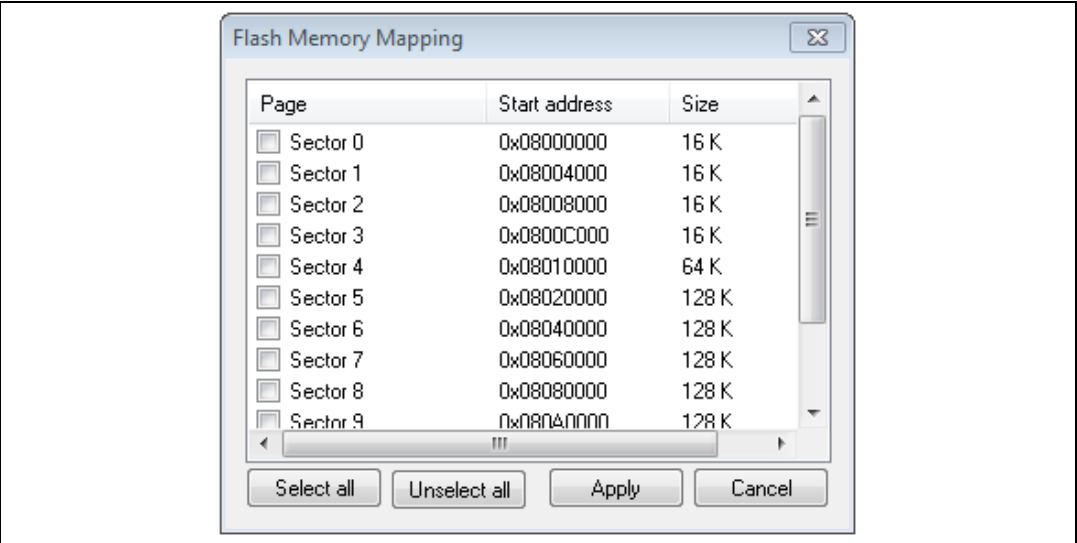 Flash Memory Mapping
Page Start address Size
Sector 0 0x08000000 16 K
Sector 1 0x08004000 16 K
Sector 2 0x08008000 16 K
Sector 3 0x0800C000 16 K
Sector 4 0x08010000 64 K
Sector 5 0x08020000 128 K
Sector 6 0x08040000 128 K
Sector 7 0x08060000 128 K
Sector 8 0x08080000 128 K
Sector 9 0x080A0000 128 K
Select all Unselect all Apply Cancel